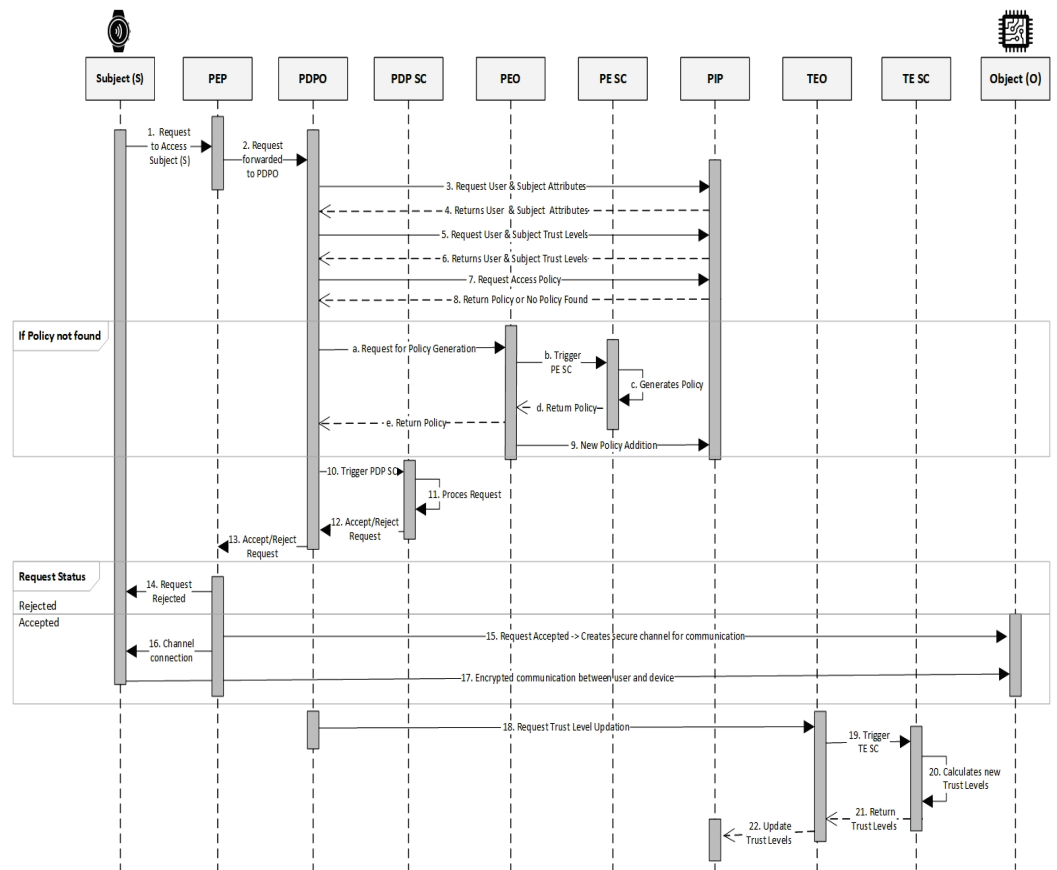 Subject (S)
PEP
PDPO
PDP SC
PEO
PE SC
PIP
TEO
TE SC
Object (O)
1. Request
to Access
Subject (S)
2. Request
forwarded
to PDPO
3. Request User & Subject Attributes
4. Returns User & Subject Attributes
5. Request User & Subject Trust Levels
6. Returns User & Subject Trust Levels
7. Request Access Policy
8. Return Policy or No Policy Found
If Policy not found
a. Request for Policy Generation
b. Trigger
PE SC
c. Generates Policy
d. Return Policy
e. Return Policy
9. New Policy Addition
10. Trigger PDP SC
11. Proces Request
12. Accept/Reject
Request
13. Accept/Reject
Request
Request Status
14. Request
Rejected
Rejected
Accepted
15. Request Accepted -> Creates secure channel for communication
16. Channel
connection
17. Encrypted communication between user and device
18. Request Trust Level Updation
19. Trigger
TE SC
20. Calculates new
Trust Levels
21. Return
Trust Levels
22. Update
Trust Levels